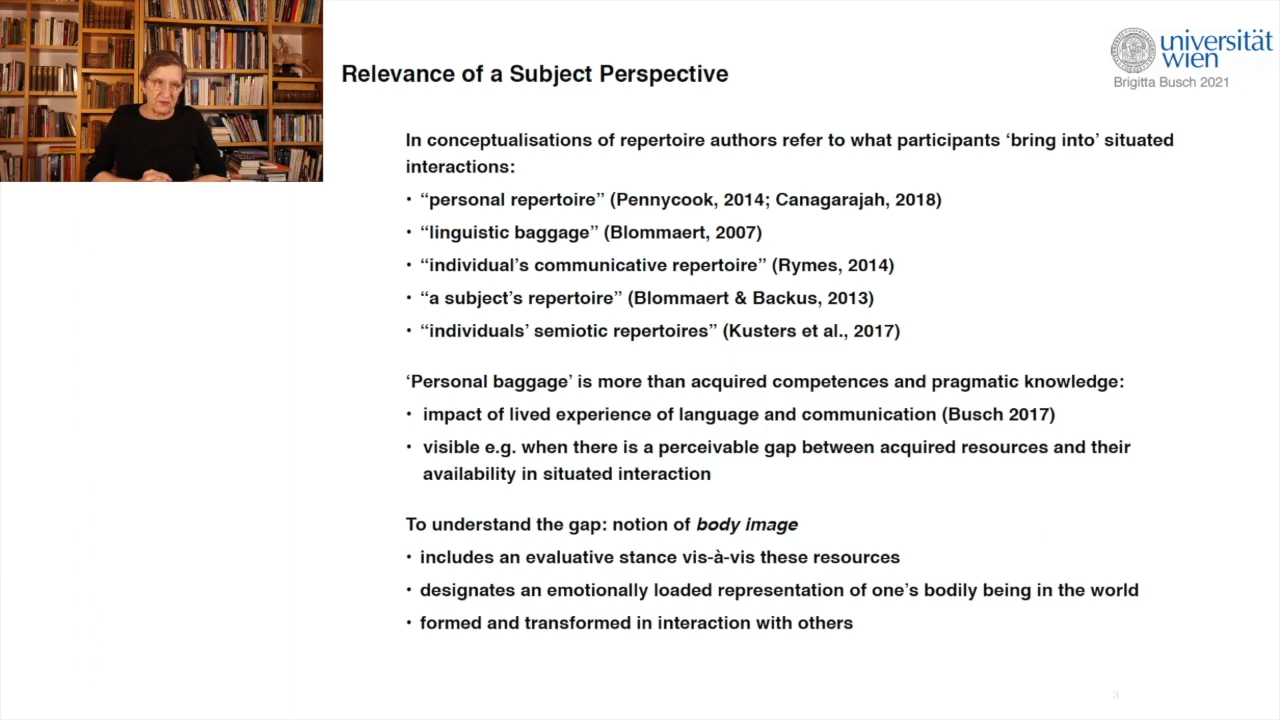 universität
wien
Brigitta Busch 2021
Relevance of a Subject Perspective
In conceptualisations of repertoire authors refer to what participants ‘bring into’ situated
interactions:
• “personal repertoire” (Pennycook, 2014; Canagarajah, 2018)
• “linguistic baggage” (Blommaert, 2007)
• “individual’s communicative repertoire” (Rymes, 2014)
• “a subject’s repertoire” (Blommaert & Backus, 2013)
• “individuals’ semiotic repertoires” (Kusters et al., 2017)
‘Personal baggage’ is more than acquired competences and pragmatic knowledge:
• impact of lived experience of language and communication (Busch 2017)
• visible e.g. when there is a perceivable gap between acquired resources and their
availability in situated interaction
To understand the gap: notion of body image
• includes an evaluative stance vis-à-vis these resources
• designates an emotionally loaded representation of one’s bodily being in the world
• formed and transformed in interaction with others
3